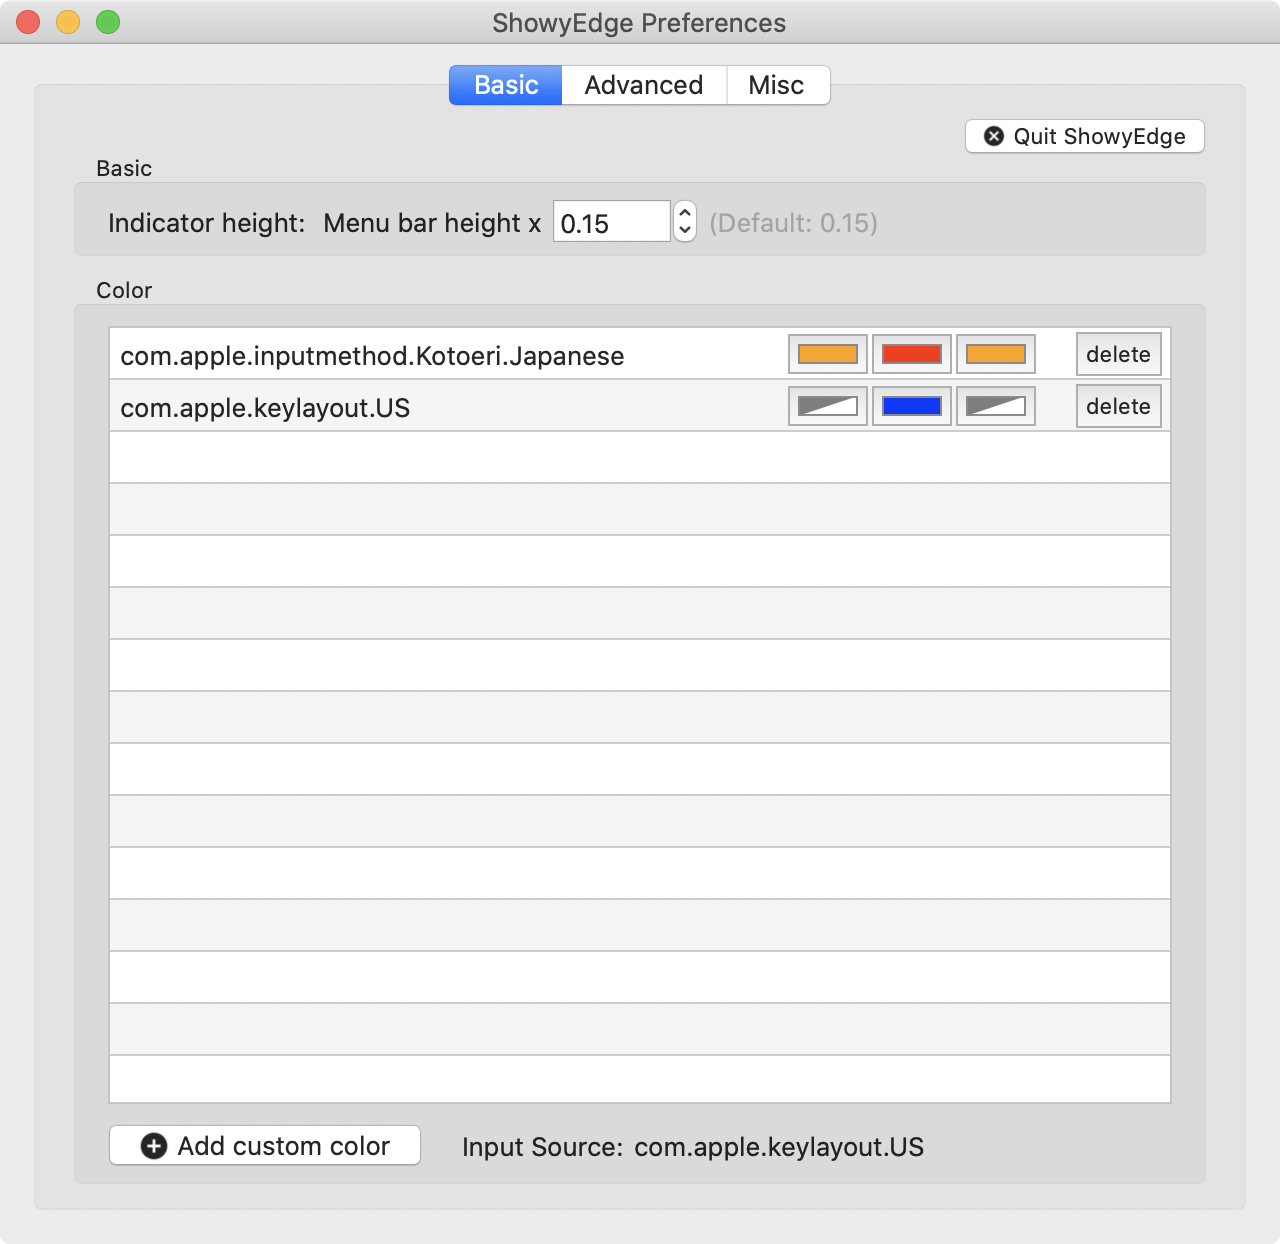 ShowyEdge Preferences
Basic Advanced Misc
Quit ShowyEdge
Basic
Indicator height: Menu bar height x 0.15 (Default: 0.15)
Color
com.apple.inputmethod.Kotoeri.Japanese delete
com.apple.keylayout.US delete
Add custom color Input Source: com.apple.keylayout.US